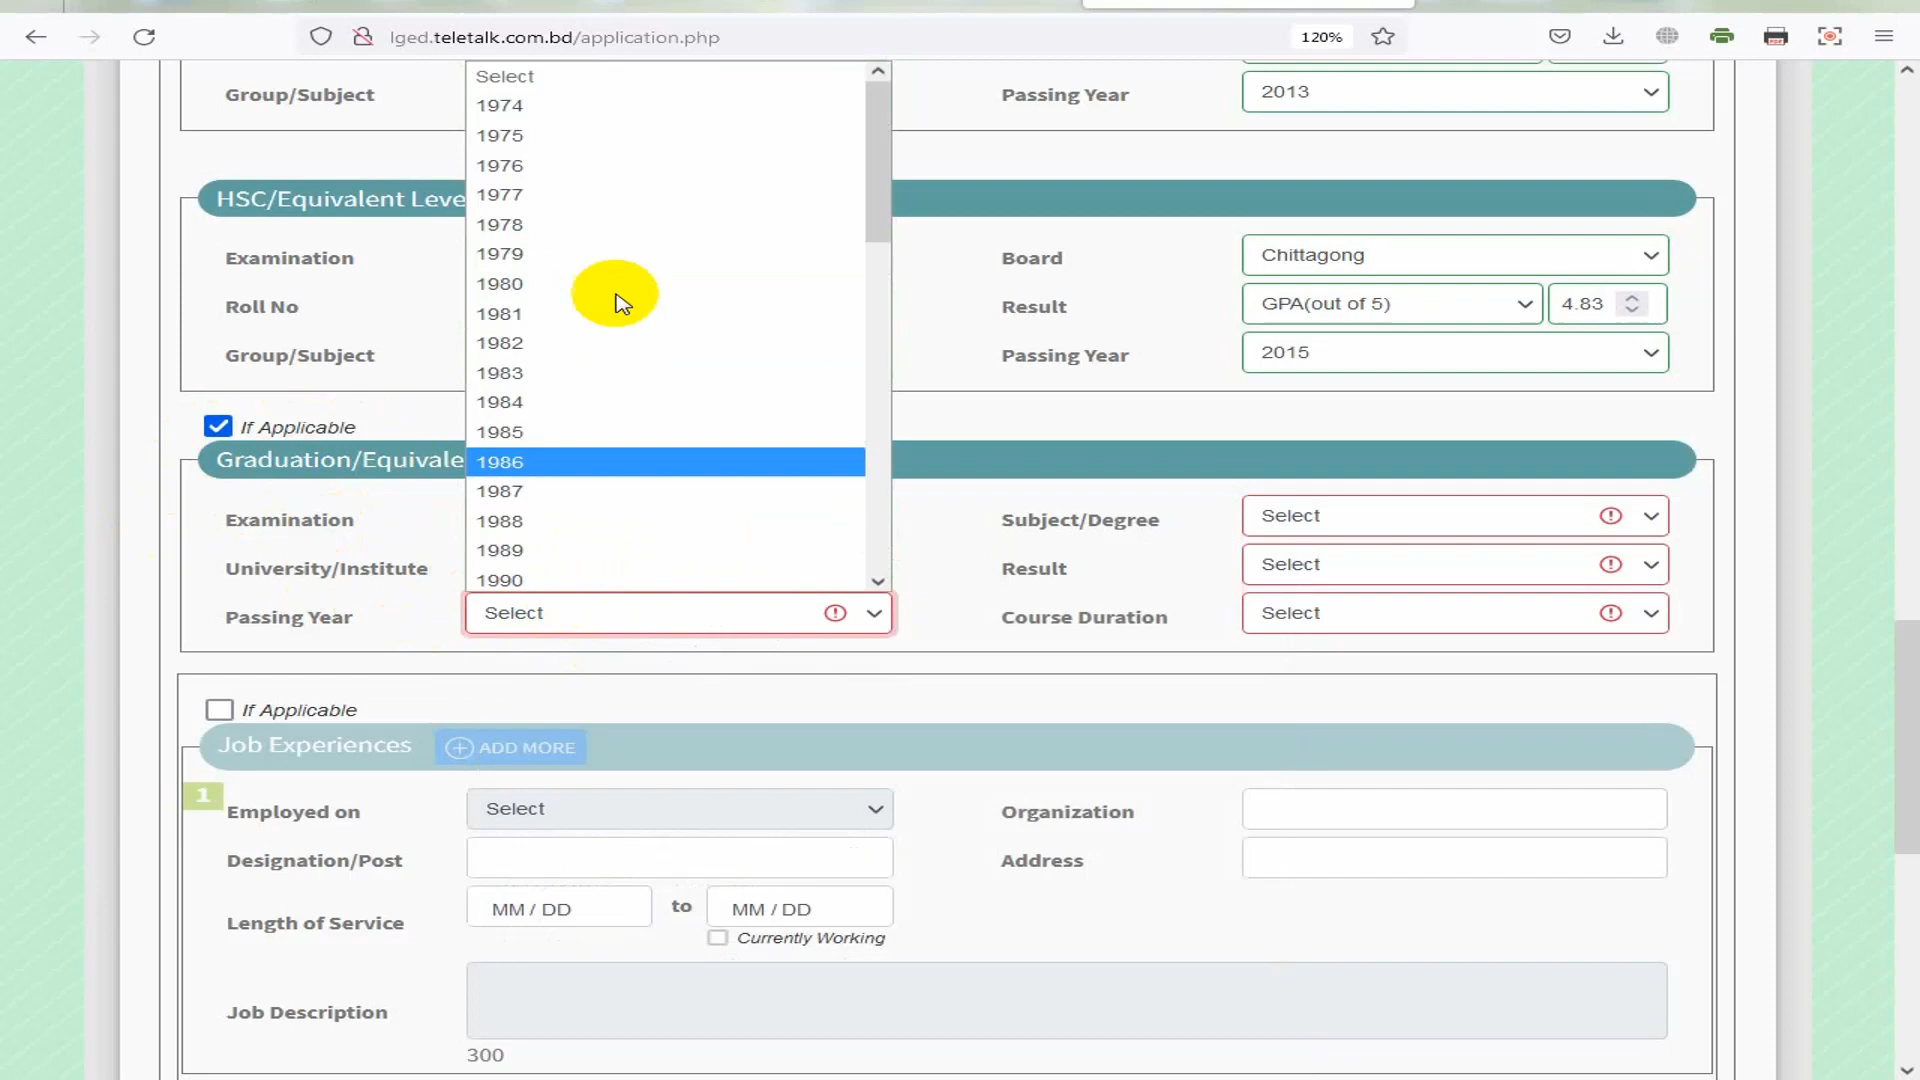 lged.teletalk.com.bd/application.php
120%
Group/Subject
Passing Year
2013
Select
1974
1975
1976
1977
1978
1979
1980
1981
1982
1983
1984
1985
1986
1987
1988
1989
1990
HSC/Equivalent Leve
Examination
Board
Chittagong
Roll No
Result
GPA(out of 5)
4.83
Group/Subject
Passing Year
2015
If Applicable
Graduation/Equivale
Examination
Subject/Degree
Select
University/Institute
Result
Select
Passing Year
Select
Course Duration
Select
If Applicable
Job Experiences
ADD MORE
1
Employed on
Select
Organization
Designation/Post
Address
Length of Service
MM / DD
to
MM / DD
Currently Working
Job Description
300